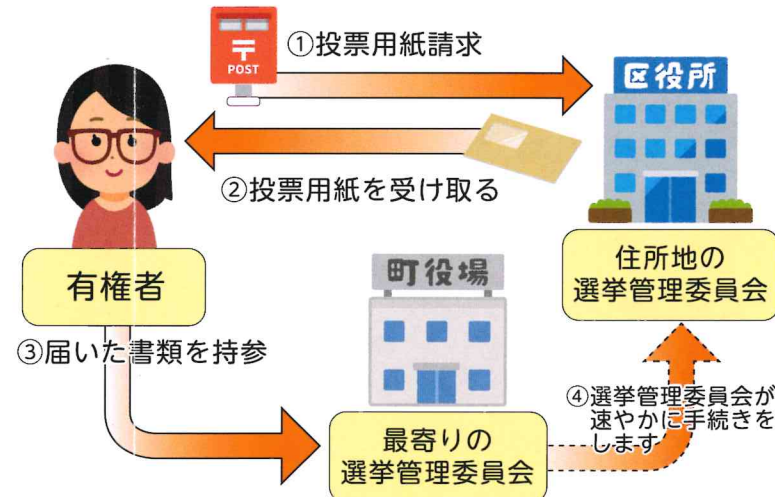 ①投票用紙請求
〒
POST
区役所
②投票用紙を受け取る
有権者
住所地の
選挙管理委員会
町役場
③届いた書類を持参
最寄りの
選挙管理委員会
④選挙管理委員会が
速やかに手続きを
します